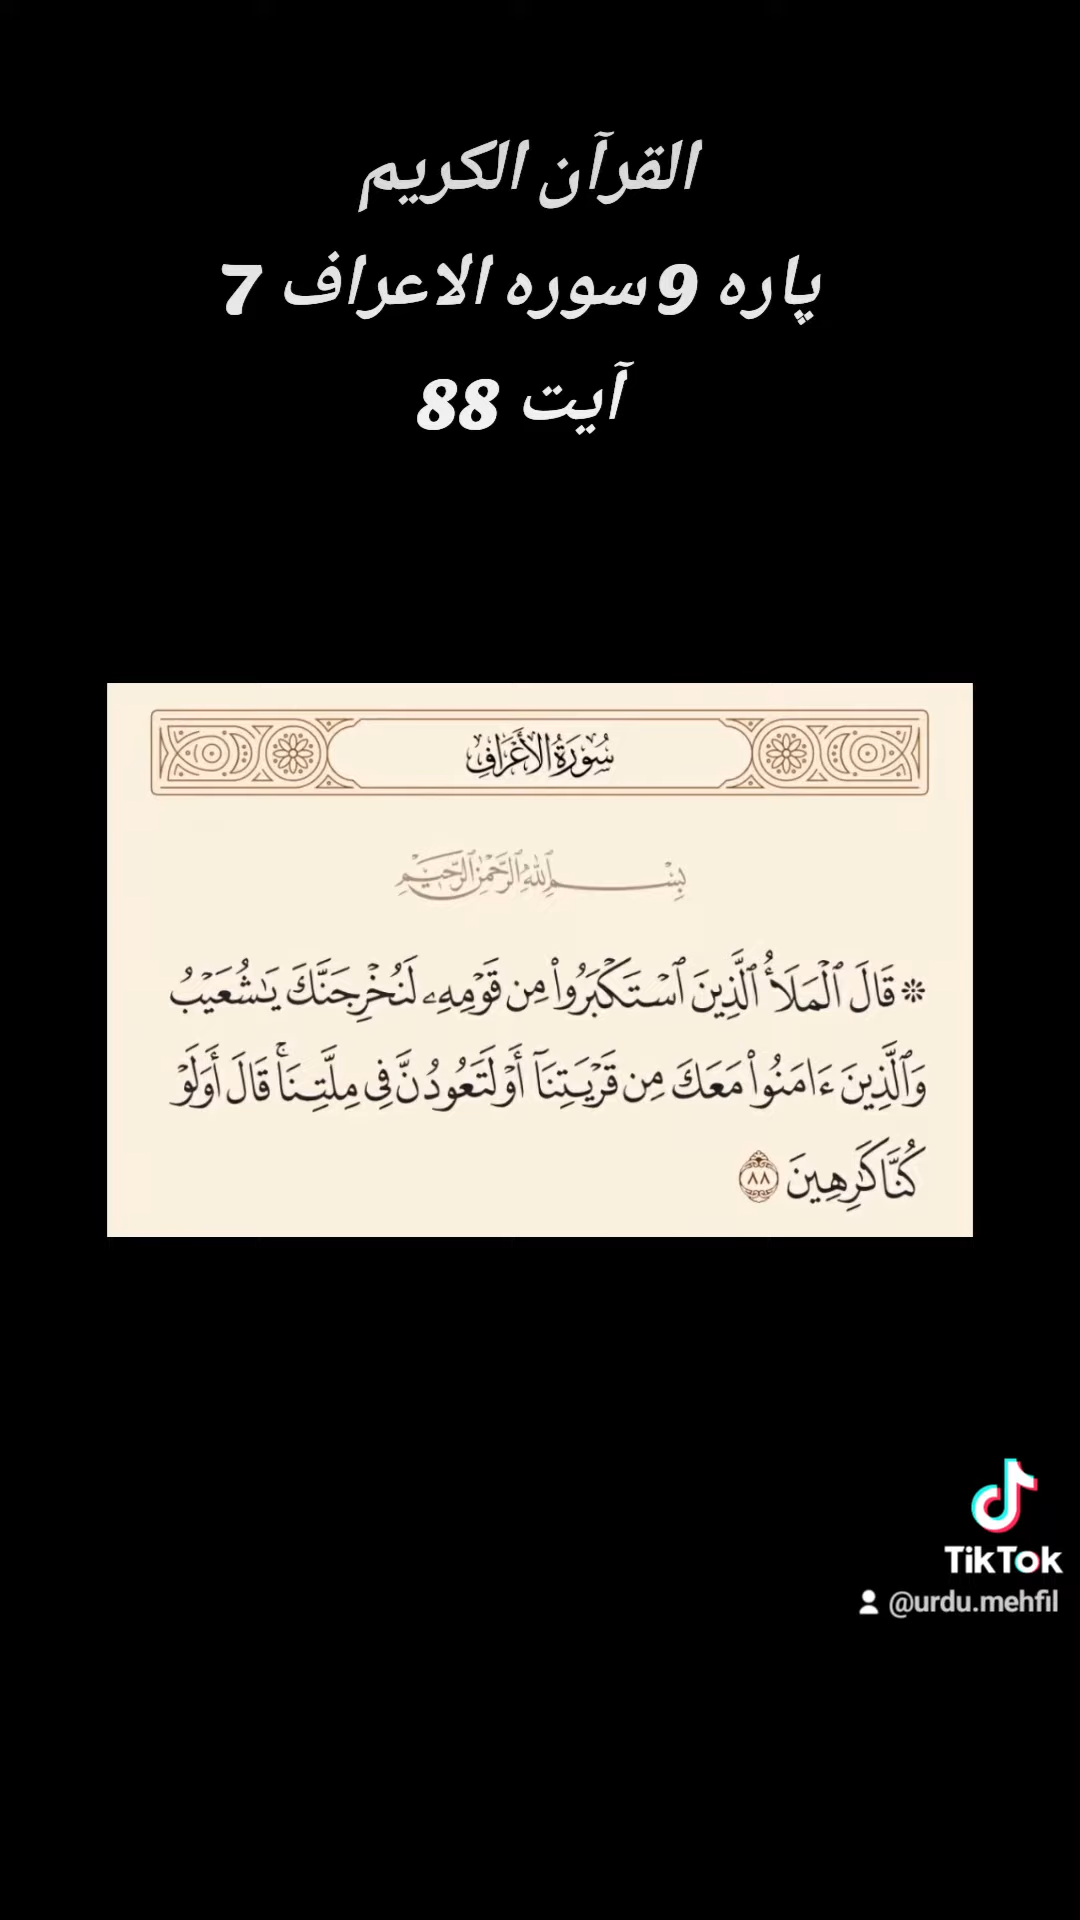 القرآن الكريم
پاره 9سوره الاعراف 7
آیت 88
سُورَةُ الأَعۡرَافِ
بِسۡمِ ٱللَّهِ ٱلرَّحۡمَٰنِ ٱلرَّحِيمِ
۞ قَالَ ٱلۡمَلَأُ ٱلَّذِينَ ٱسۡتَكۡبَرُواْ مِن قَوۡمِهِۦ لَنُخۡرِجَنَّكَ يَٰشُعَيۡبُ
وَٱلَّذِينَ ءَامَنُواْ مَعَكَ مِن قَرۡيَتِنَآ أَوۡ لَتَعُودُنَّ فِي مِلَّتِنَاۚ قَالَ أَوَلَوۡ
كُنَّا كَٰرِهِينَ ٨٨
TikTok
@urdu.mehfil